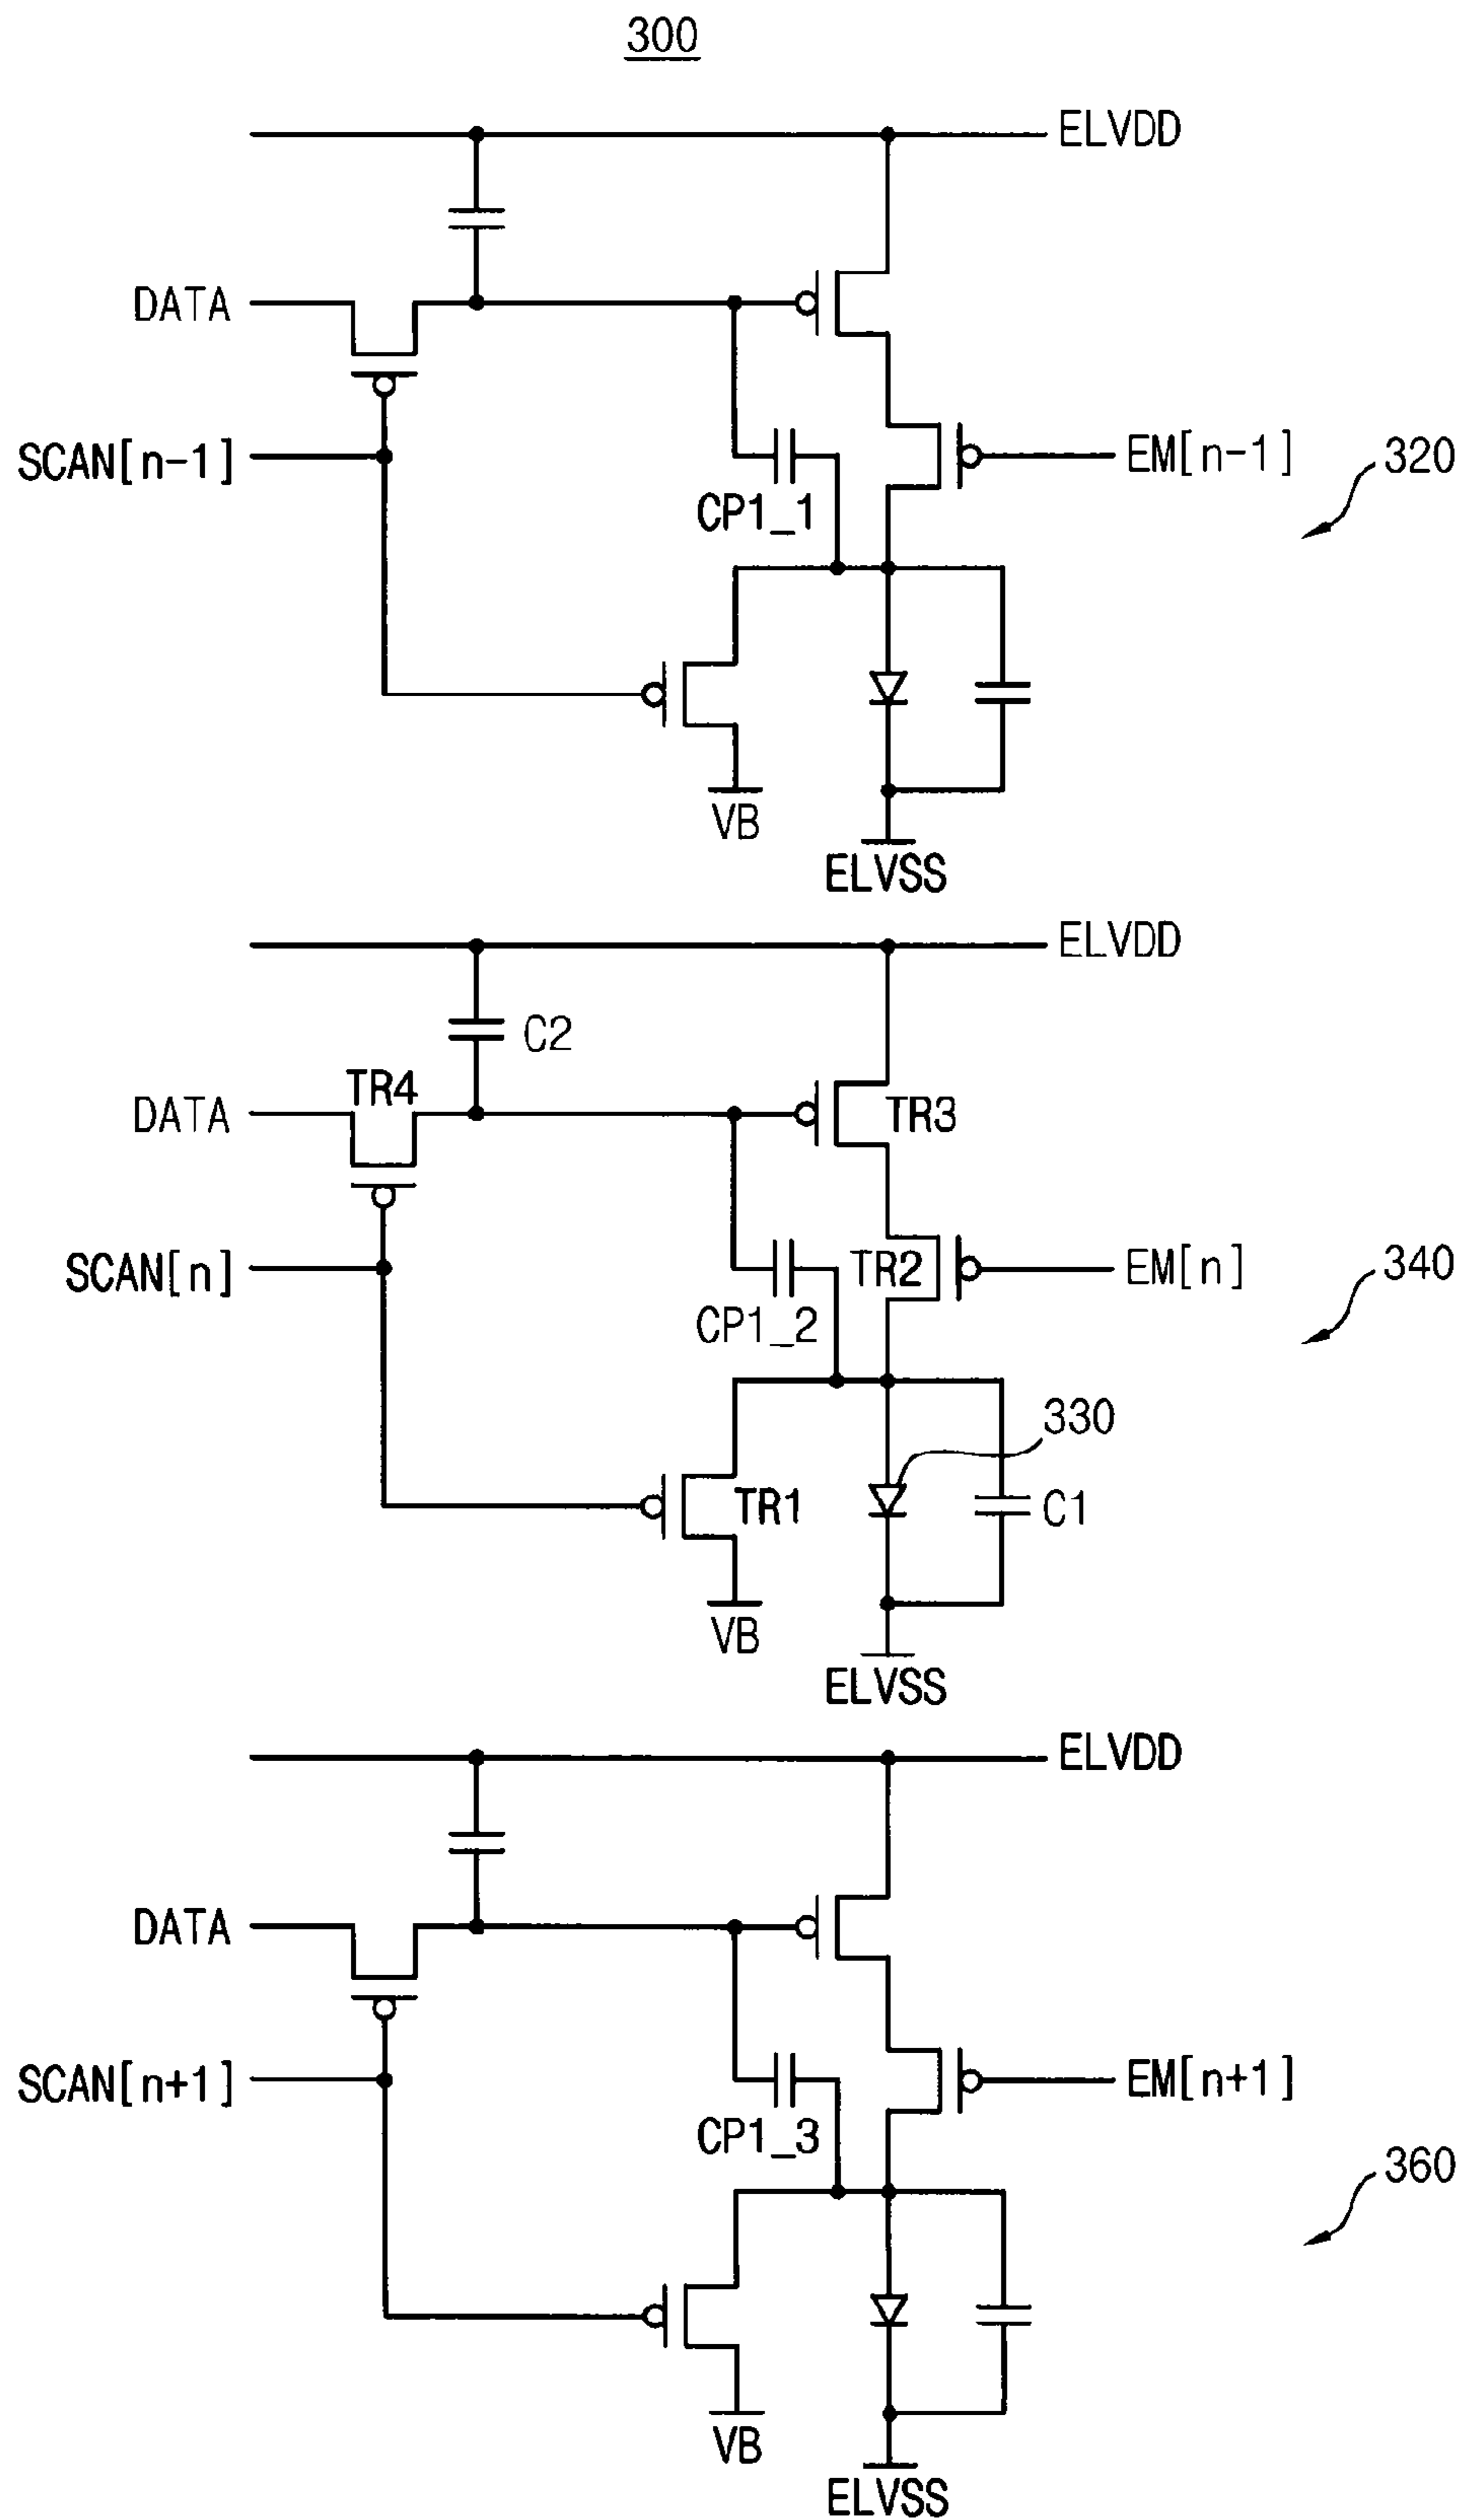 300
ELVDD
DATA
SCAN[n-1]
EM[n-1]
320
CP1_1
VB
ELVSS
ELVDD
C2
TR4
DATA
TR3
SCAN[n]
TR2
EM[n]
340
CP1_2
330
TR1
C1
VB
ELVSS
ELVDD
DATA
SCAN[n+1]
EM[n+1]
CP1_3
360
VB
ELVSS